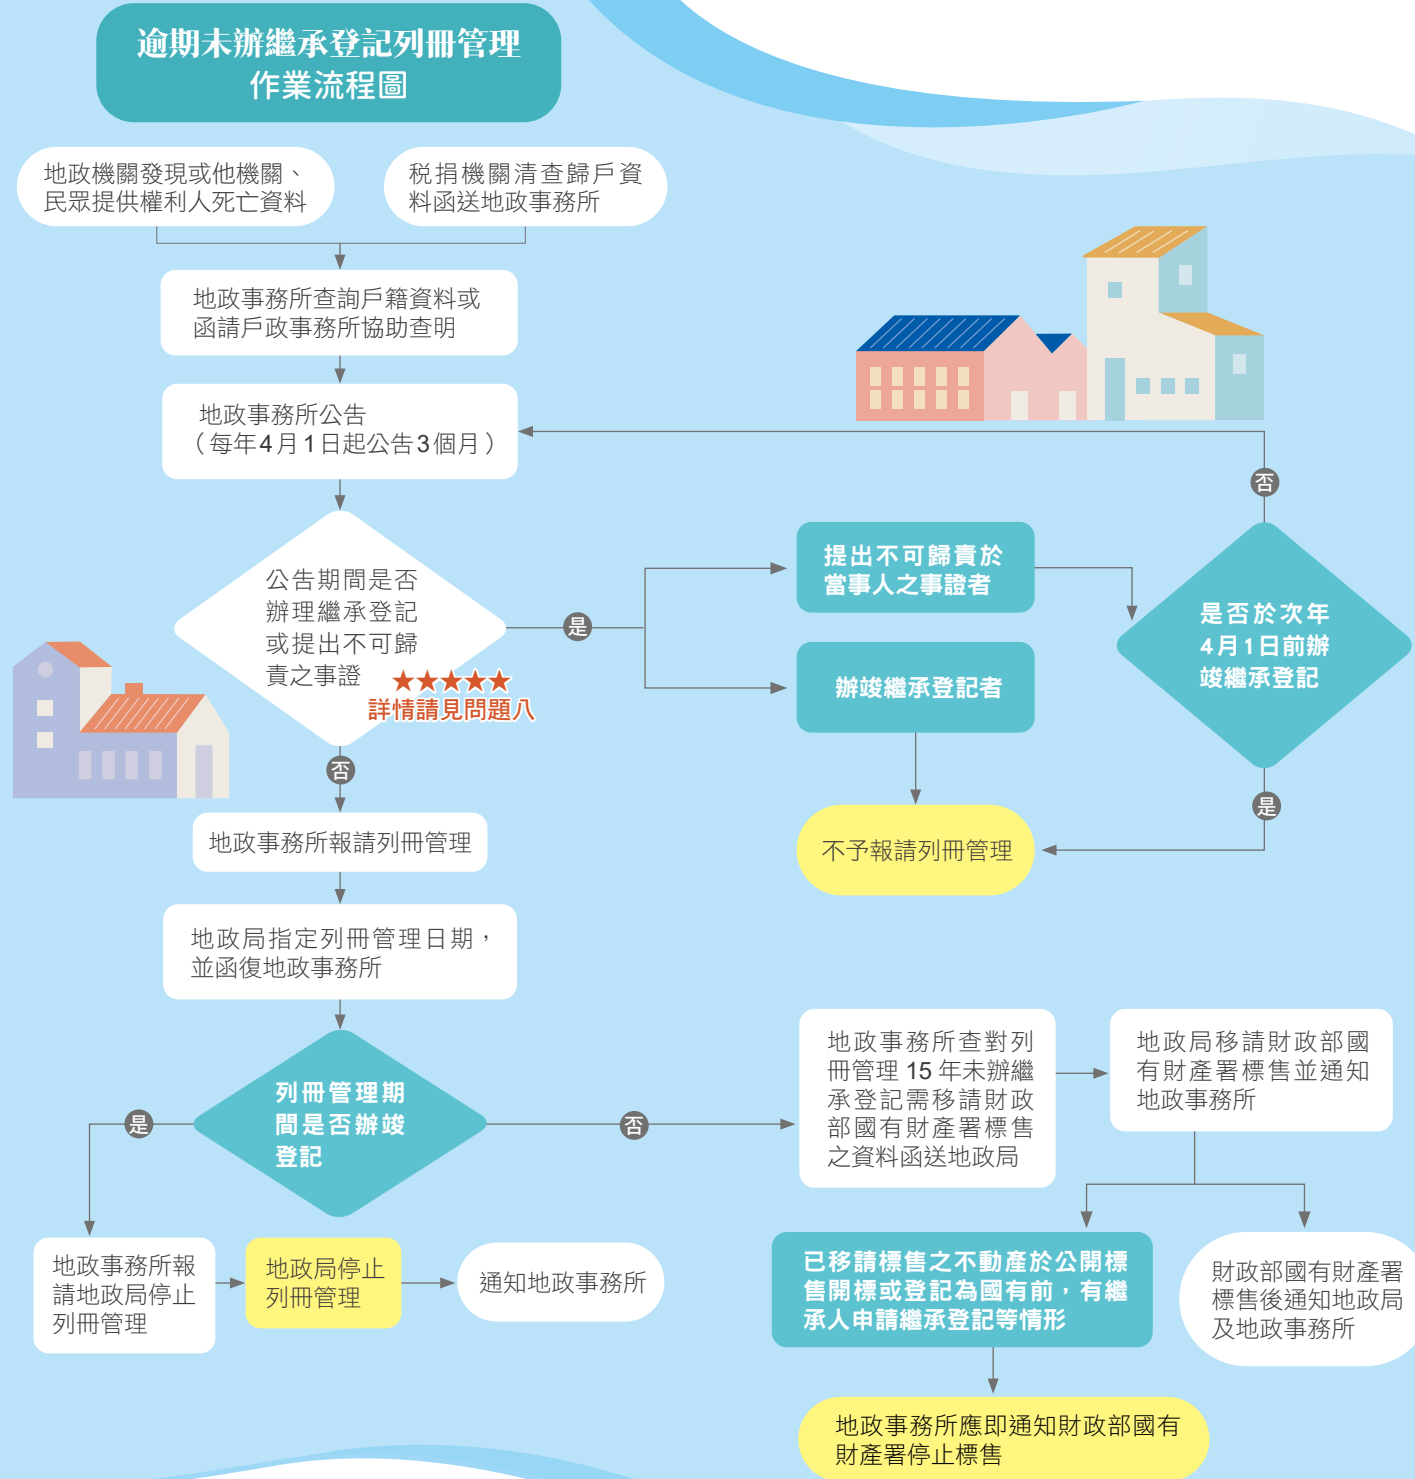 逾期未辦繼承登記列冊管理
作業流程圖
地政機關發現或他機關、
民眾提供權利人死亡資料
稅捐機關清查歸戶資
料函送地政事務所
地政事務所查詢戶籍資料或
函請戶政事務所協助查明
地政事務所公告
（每年4月1日起公告3個月）
公告期間是否
辦理繼承登記
或提出不可歸
責之事證
★★★★★
詳情請見問題八
是
提出不可歸責於
當事人之事證者
辦竣繼承登記者
否
是否於次年
4月1日前辦
竣繼承登記
是
不予報請列冊管理
否
地政事務所報請列冊管理
地政局指定列冊管理日期，
並函復地政事務所
列冊管理期
間是否辦竣
登記
是
否
地政事務所報
請地政局停止
列冊管理
地政局停止
列冊管理
通知地政事務所
地政事務所查對列
冊管理 15 年未辦繼
承登記需移請財政
部國有財產署標售
之資料函送地政局
地政局移請財政部國
有財產署標售並通知
地政事務所
已移請標售之不動產於公開標
售開標或登記為國有前，有繼
承人申請繼承登記等情形
財政部國有財產署
標售後通知地政局
及地政事務所
地政事務所應即通知財政部國有
財產署停止標售